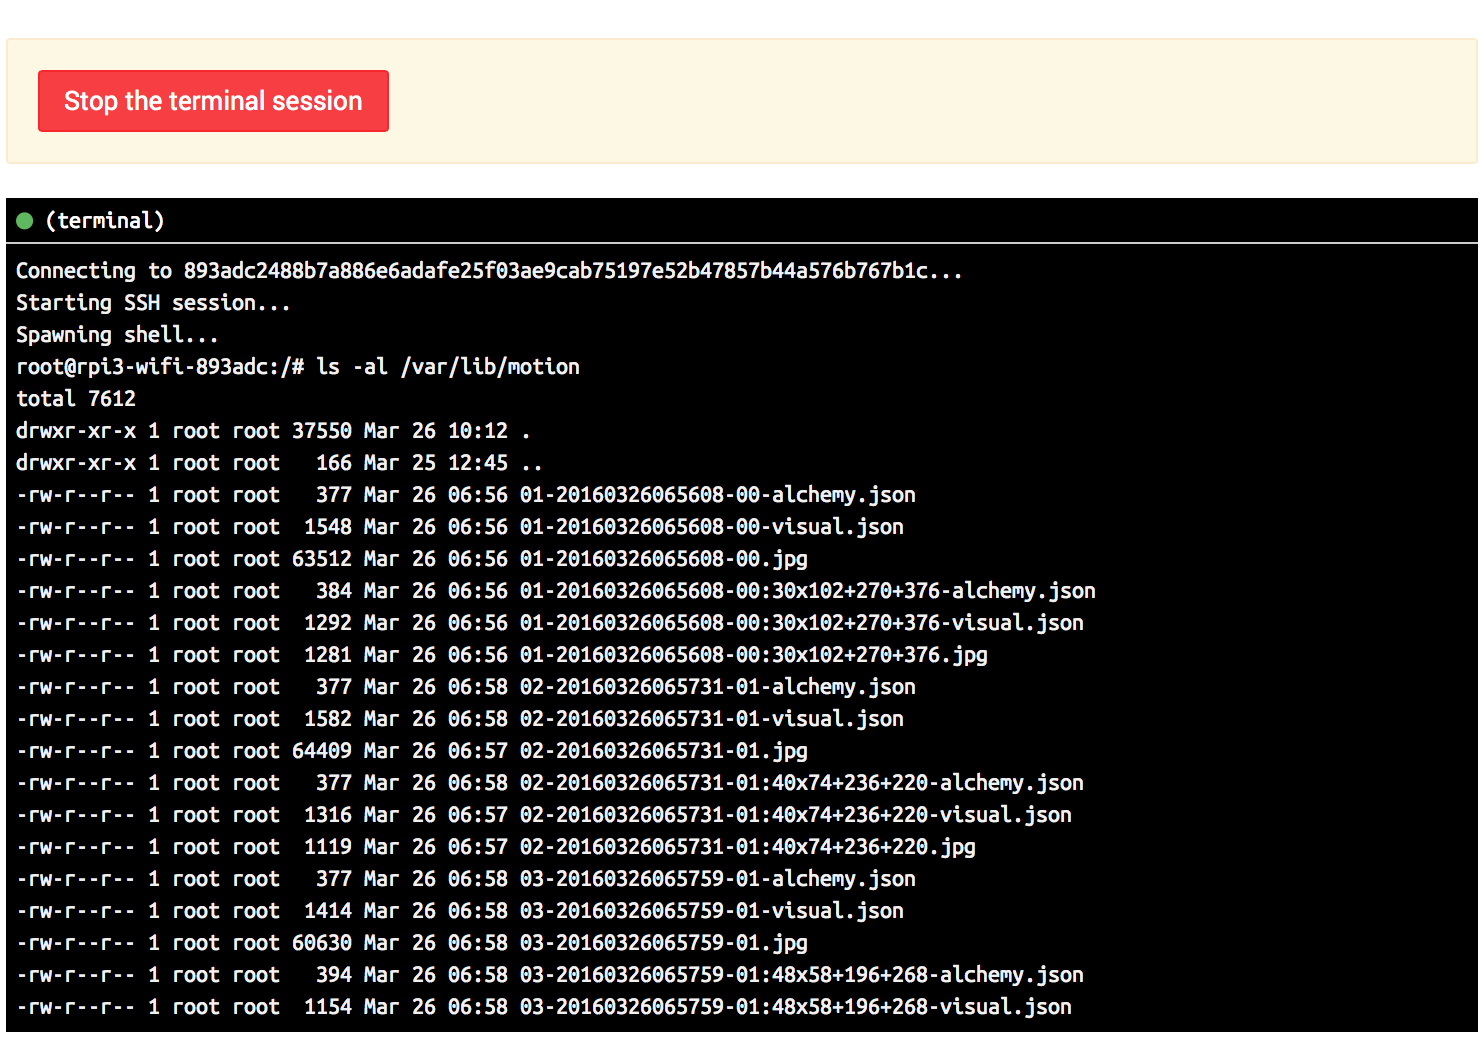 Stop the terminal session
(terminal)
Connecting to 893adc2488b7a886e6adafe25f03ae9cab75197e52b47857b44a576b767b1c...
Starting SSH session...
Spawning shell...
root@rpi3-wifi-893adc:/# ls -al /var/lib/motion
total 7612
drwxr-xr-x 1 root root 37550 Mar 26 10:12 .
drwxr-xr-x 1 root root   166 Mar 25 12:45 ..
-rw-r--r-- 1 root root   377 Mar 26 06:56 01-20160326065608-00-alchemy.json
-rw-r--r-- 1 root root  1548 Mar 26 06:56 01-20160326065608-00-visual.json
-rw-r--r-- 1 root root 63512 Mar 26 06:56 01-20160326065608-00.jpg
-rw-r--r-- 1 root root   384 Mar 26 06:56 01-20160326065608-00:30x102+270+376-alchemy.json
-rw-r--r-- 1 root root  1292 Mar 26 06:56 01-20160326065608-00:30x102+270+376-visual.json
-rw-r--r-- 1 root root  1281 Mar 26 06:56 01-20160326065608-00:30x102+270+376.jpg
-rw-r--r-- 1 root root   377 Mar 26 06:58 02-20160326065731-01-alchemy.json
-rw-r--r-- 1 root root  1582 Mar 26 06:58 02-20160326065731-01-visual.json
-rw-r--r-- 1 root root 64409 Mar 26 06:57 02-20160326065731-01.jpg
-rw-r--r-- 1 root root   377 Mar 26 06:58 02-20160326065731-01:40x74+236+220-alchemy.json
-rw-r--r-- 1 root root  1316 Mar 26 06:57 02-20160326065731-01:40x74+236+220-visual.json
-rw-r--r-- 1 root root  1119 Mar 26 06:57 02-20160326065731-01:40x74+236+220.jpg
-rw-r--r-- 1 root root   377 Mar 26 06:58 03-20160326065759-01-alchemy.json
-rw-r--r-- 1 root root  1414 Mar 26 06:58 03-20160326065759-01-visual.json
-rw-r--r-- 1 root root 60630 Mar 26 06:58 03-20160326065759-01.jpg
-rw-r--r-- 1 root root   394 Mar 26 06:58 03-20160326065759-01:48x58+196+268-alchemy.json
-rw-r--r-- 1 root root  1154 Mar 26 06:58 03-20160326065759-01:48x58+196+268-visual.json